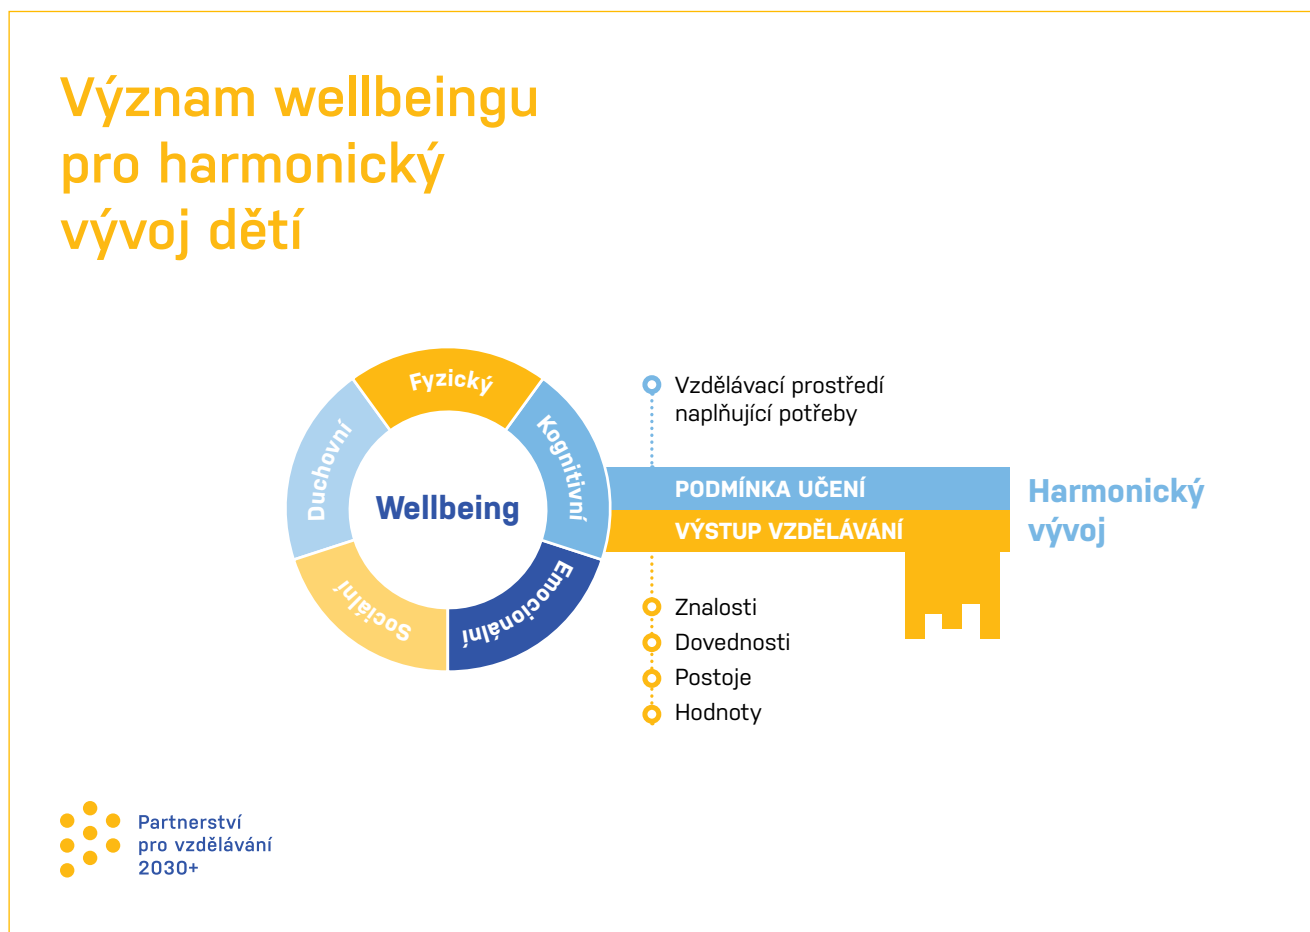 Význam wellbeingu
pro harmonický
vývoj dětí
Fyzický
Kognitivní
Emocionální
Sociální
Duchovní
Wellbeing
Vzdělávací prostředí
naplňující potřeby
PODMÍNKA UČENÍ
VÝSTUP VZDĚLÁVÁNÍ
Harmonický
vývoj
Znalosti
Dovednosti
Postoje
Hodnoty
Partnerství
pro vzdělávání
2030+